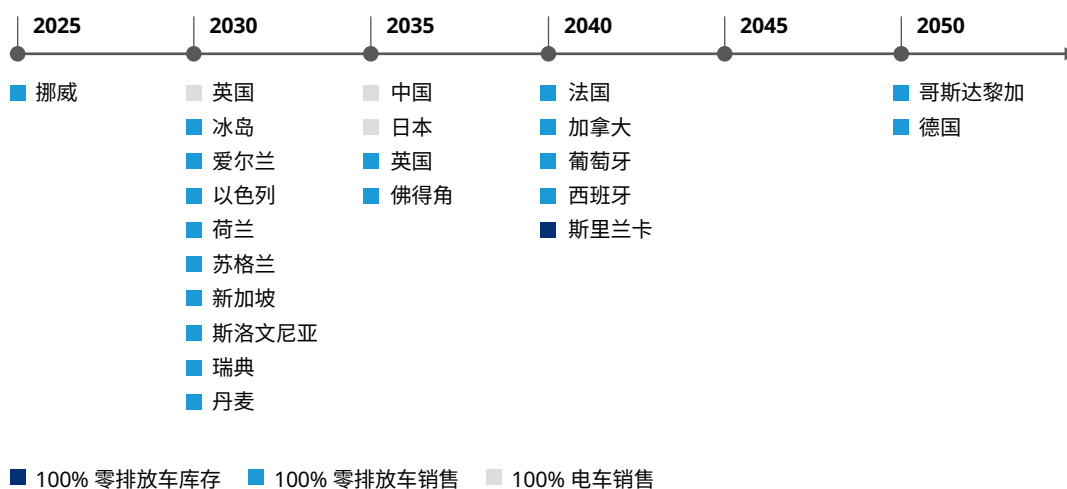 2025 2030 2035 2040 2045 2050
挪威 英国 中国 法国 哥斯达黎加
冰岛 日本 加拿大 德国
爱尔兰 英国 葡萄牙
以色列 佛得角 西班牙
荷兰 斯里兰卡
苏格兰
新加坡
斯洛文尼亚
瑞典
丹麦
100% 零排放车库存 100% 零排放车销售 100% 电车销售